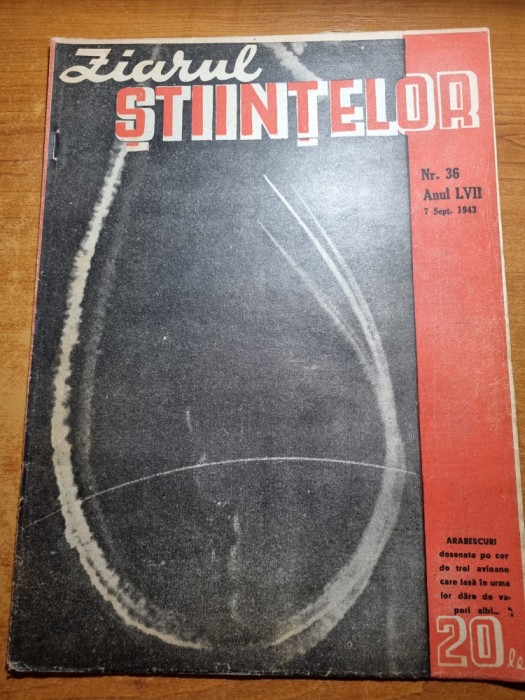 Ziarul
ȘTIINȚELOR
Nr. 36
Anul LVII
7 Sept. 1943
ARABESCURI
desenate pe cer
de trei avioane
care lasă în urma
lor dâre de va-
pori albi...
20 lei